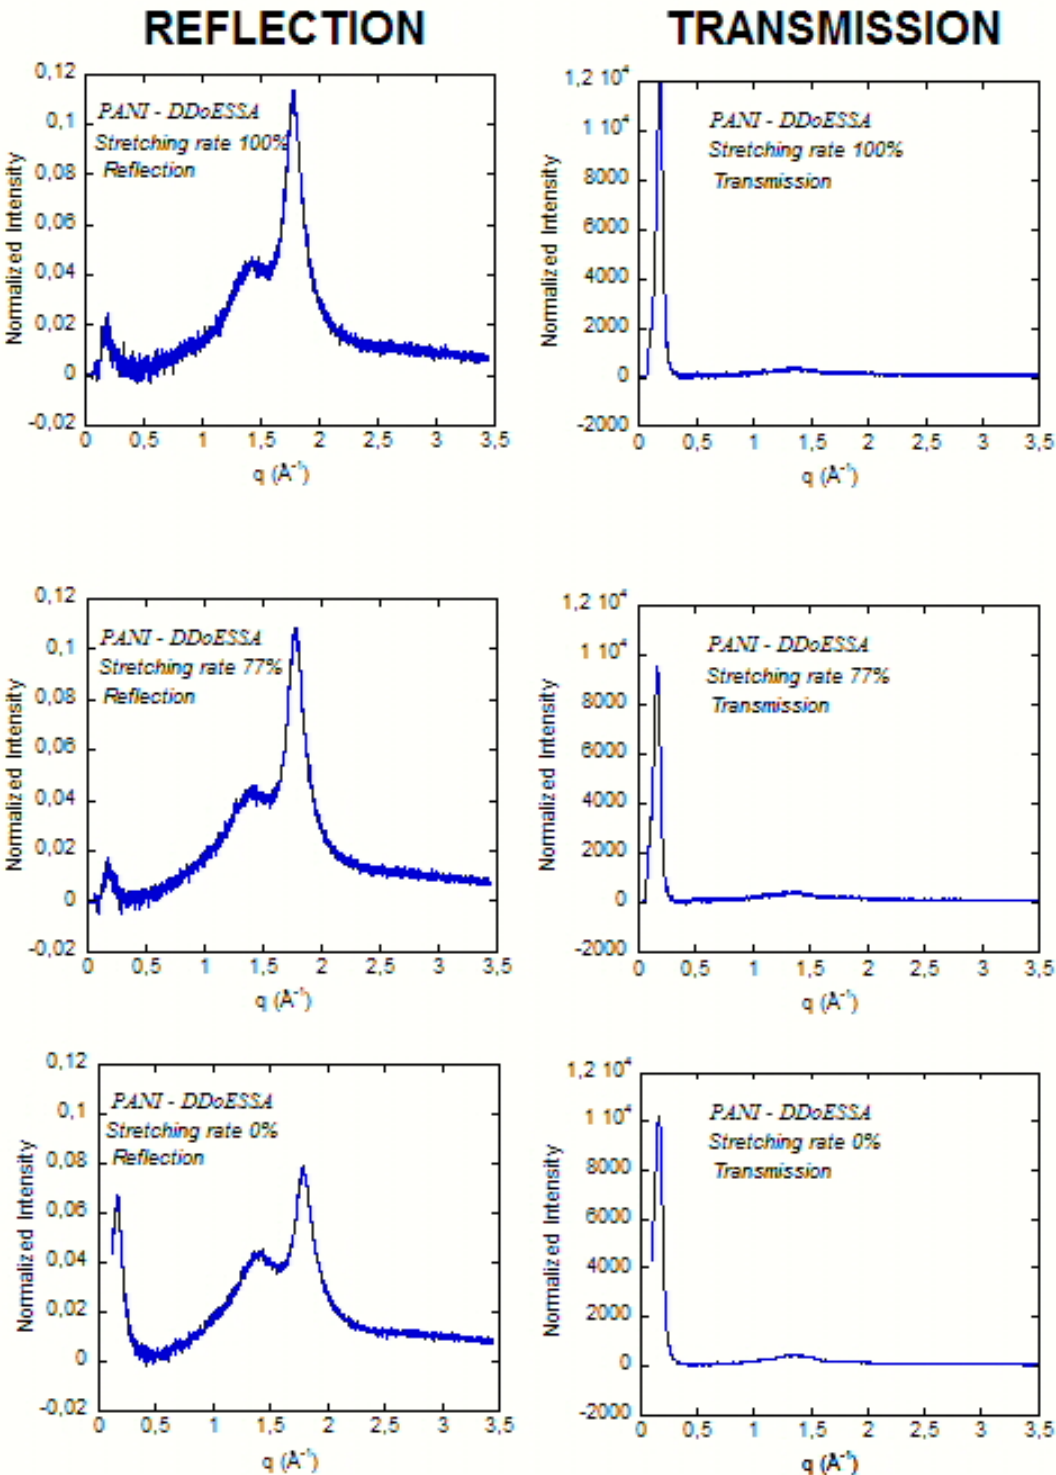 REFLECTION
TRANSMISSION
0,12
0,1
0,08
0,06
0,04
0,02
0
-0,02
Normalized Intensity
PANI - DDoESSA
Stretching rate 100%
Reflection
0 0,5 1 1,5 2 2,5 3 3,5
q (Å⁻¹)
1,2 10⁴
1 10⁴
8000
6000
4000
2000
0
-2000
Normalized Intensity
PANI - DDoESSA
Stretching rate 100%
Transmission
0 0,5 1 1,5 2 2,5 3 3,5
q (Å⁻¹)
0,12
0,1
0,08
0,06
0,04
0,02
0
-0,02
Normalized Intensity
PANI - DDoESSA
Stretching rate 77%
Reflection
0 0,5 1 1,5 2 2,5 3 3,5
q (Å⁻¹)
1,2 10⁴
1 10⁴
8000
6000
4000
2000
0
-2000
Normalized Intensity
PANI - DDoESSA
Stretching rate 77%
Transmission
0 0,5 1 1,5 2 2,5 3 3,5
q (Å⁻¹)
0,12
0,1
0,08
0,06
0,04
0,02
0
-0,02
Normalized Intensity
PANI - DDoESSA
Stretching rate 0%
Reflection
0 0,5 1 1,5 2 2,5 3 3,5
q (Å⁻¹)
1,2 10⁴
1 10⁴
8000
6000
4000
2000
0
-2000
Normalized Intensity
PANI - DDoESSA
Stretching rate 0%
Transmission
0 0,5 1 1,5 2 2,5 3 3,5
q (Å⁻¹)